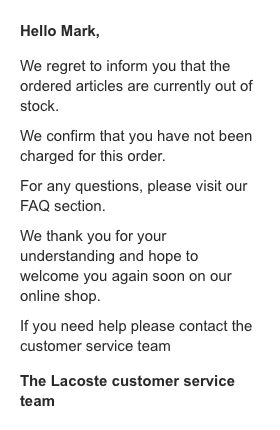 Hello Mark,
We regret to inform you that the
ordered articles are currently out of
stock.
We confirm that you have not been
charged for this order.
For any questions, please visit our
FAQ section.
We thank you for your
understanding and hope to
welcome you again soon on our
online shop.
If you need help please contact the
customer service team
The Lacoste customer service
team